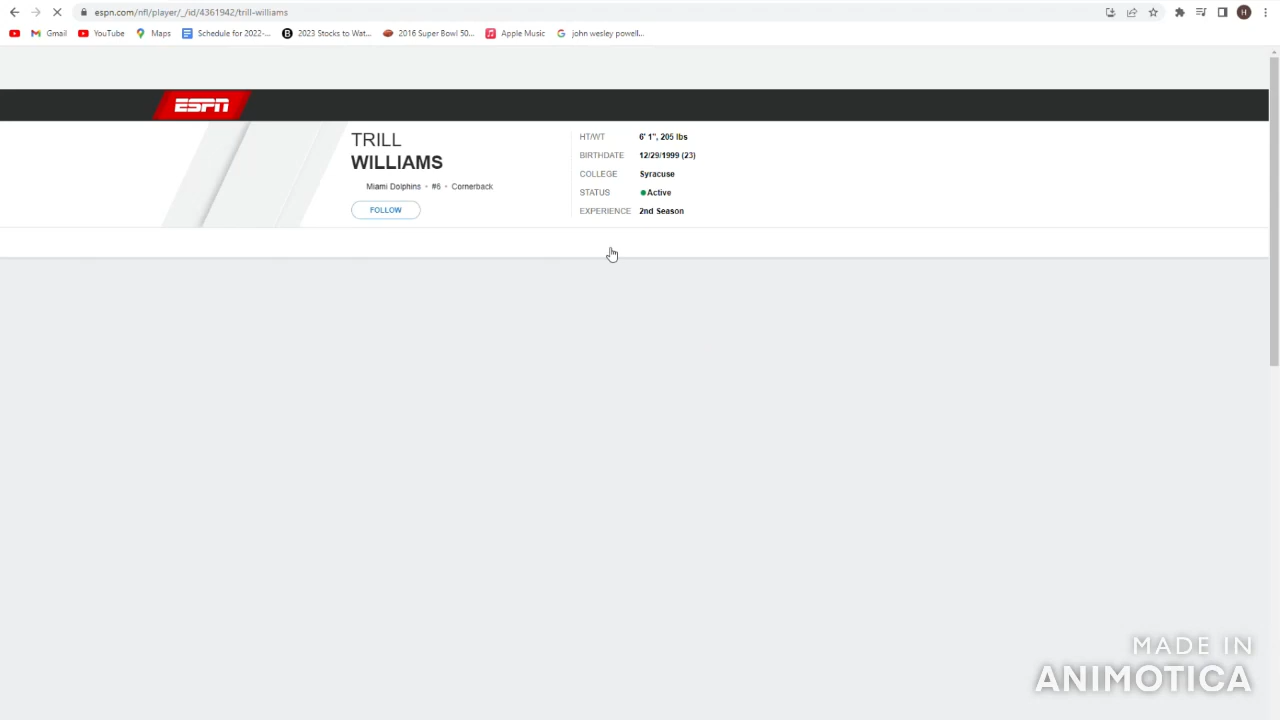 espn.com/nfl/player/_/id/4361942/trill-williams
H
Gmail YouTube Maps Schedule for 2022-... 2023 Stocks to Wat... 2016 Super Bowl 50... Apple Music john wesley powell...
ESPN
TRILL
WILLIAMS
Miami Dolphins • #6 • Cornerback
FOLLOW
HT/WT 6' 1", 205 lbs
BIRTHDATE 12/29/1999 (23)
COLLEGE Syracuse
STATUS Active
EXPERIENCE 2nd Season
MADE IN
ANIMOTICA